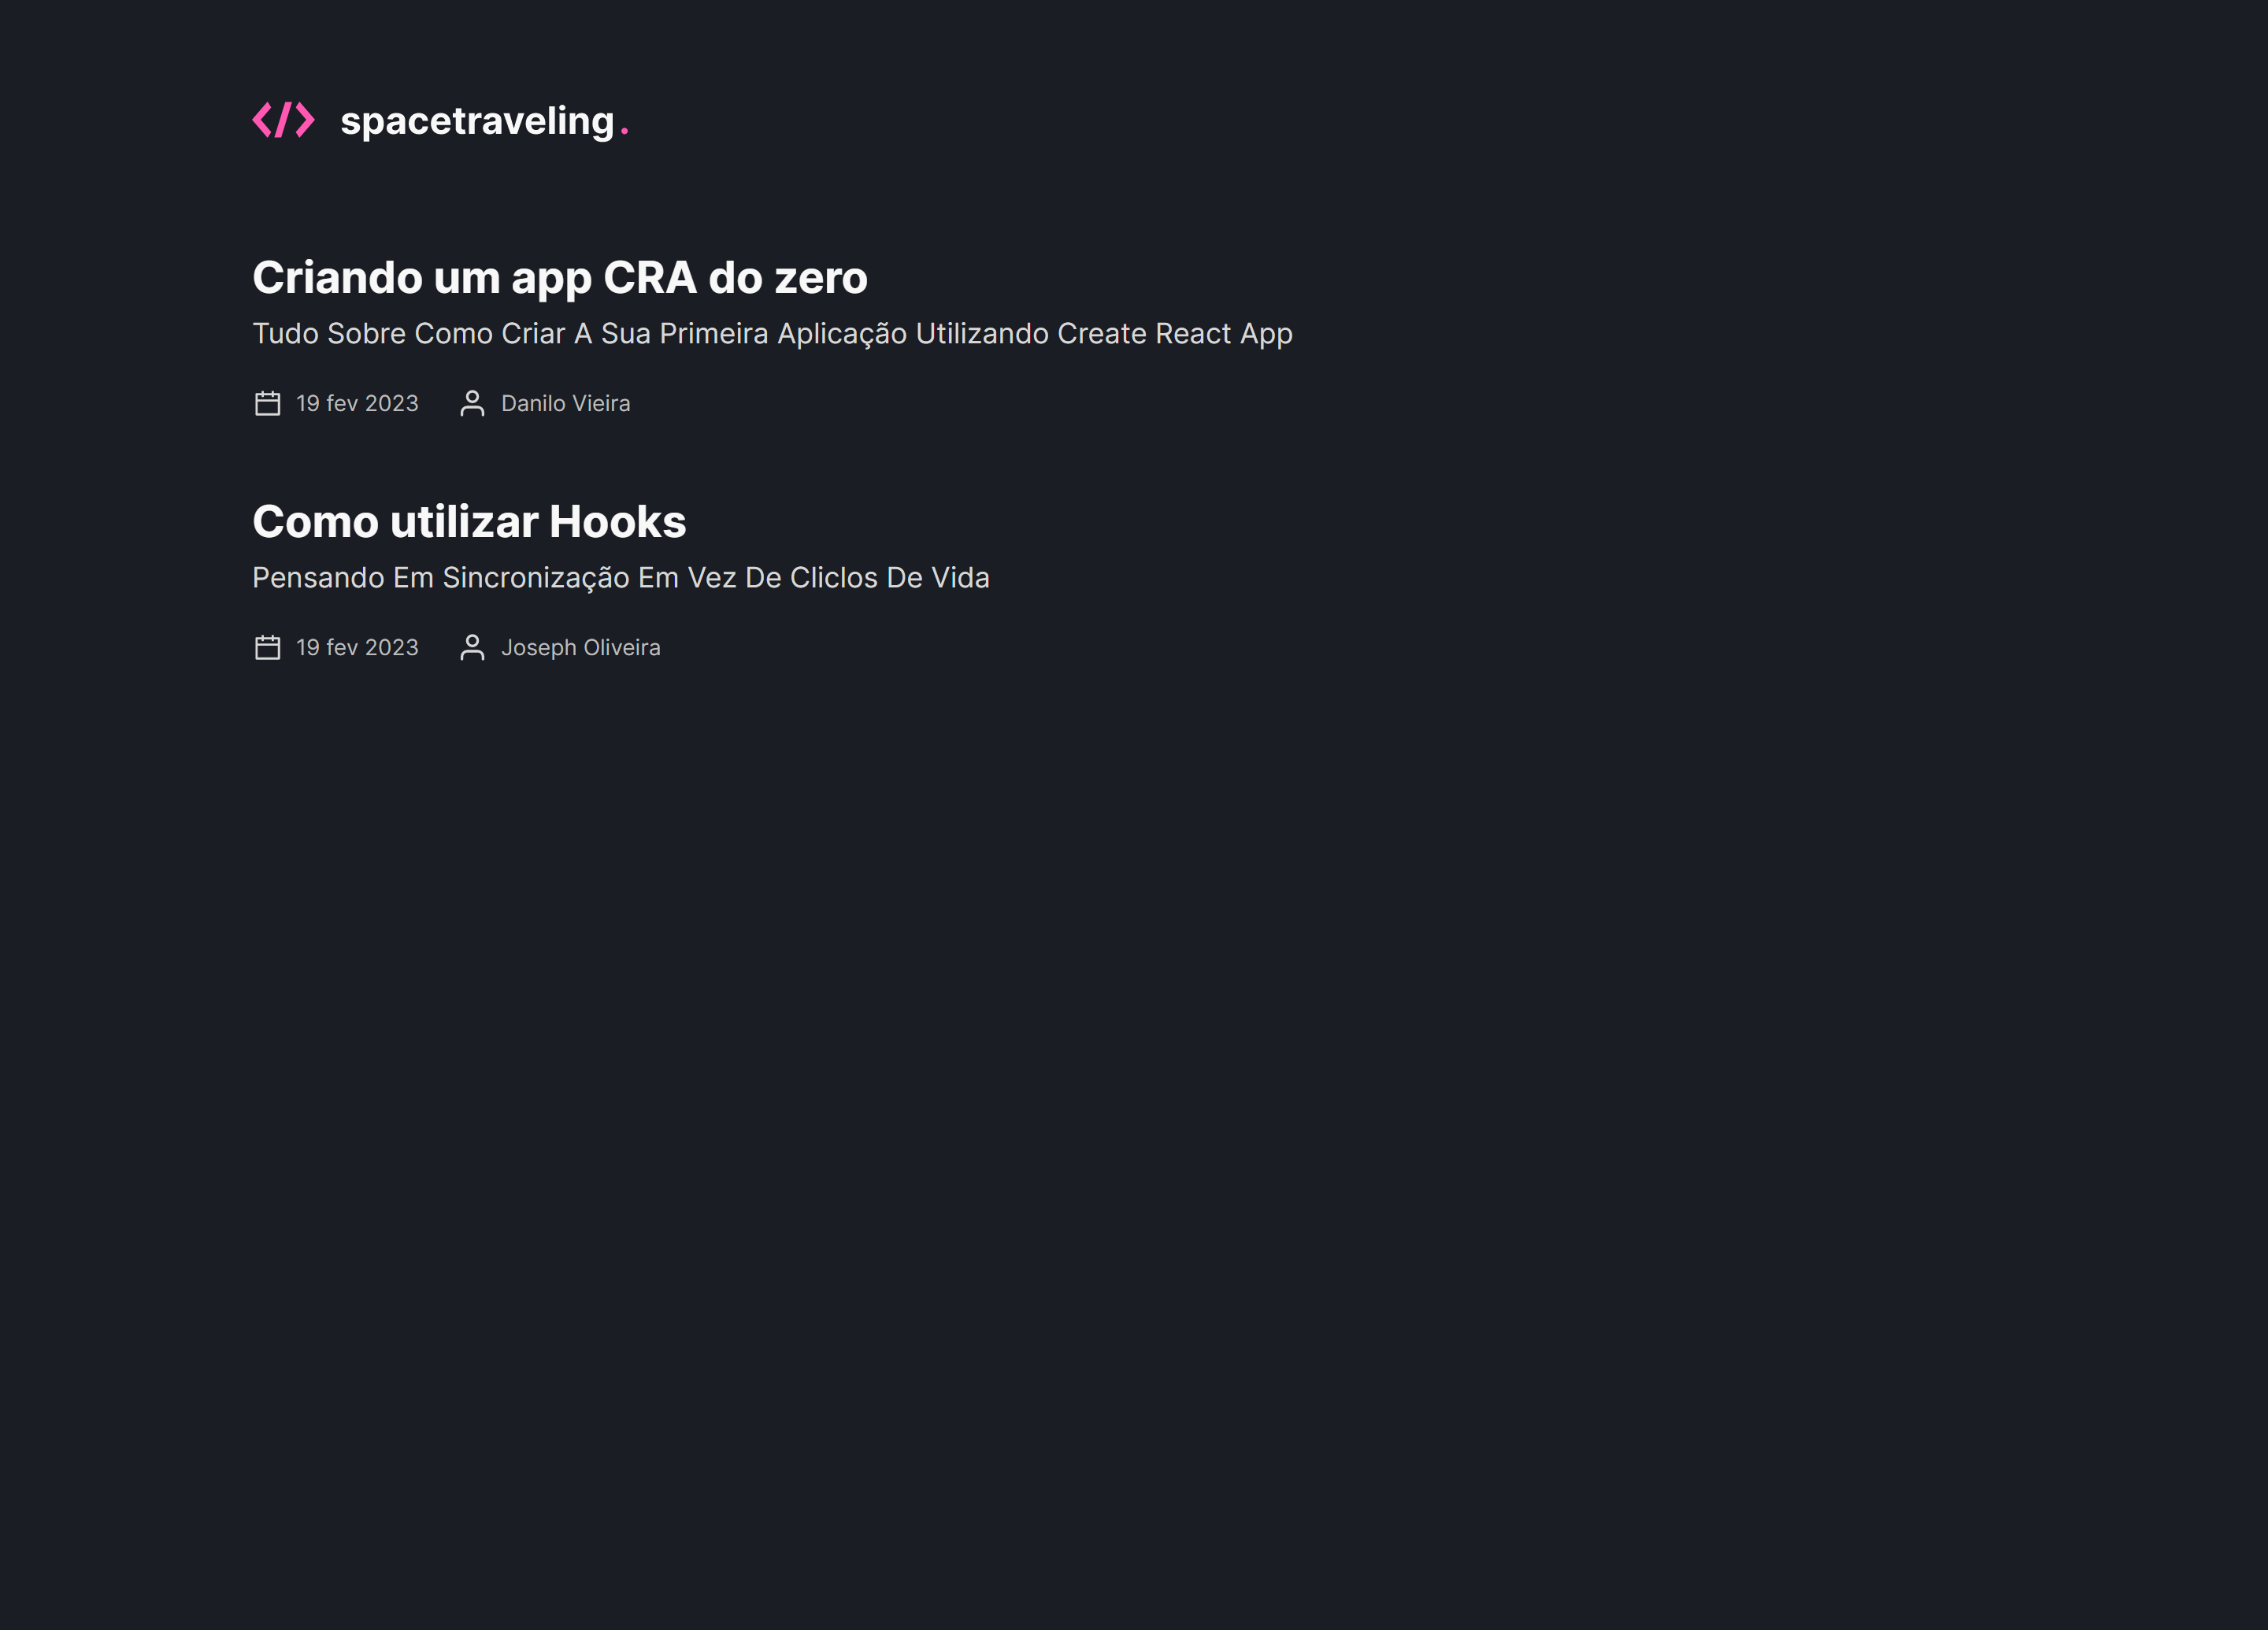 </> spacetraveling.
Criando um app CRA do zero
Tudo Sobre Como Criar A Sua Primeira Aplicação Utilizando Create React App
19 fev 2023 Danilo Vieira
Como utilizar Hooks
Pensando Em Sincronização Em Vez De Cliclos De Vida
19 fev 2023 Joseph Oliveira